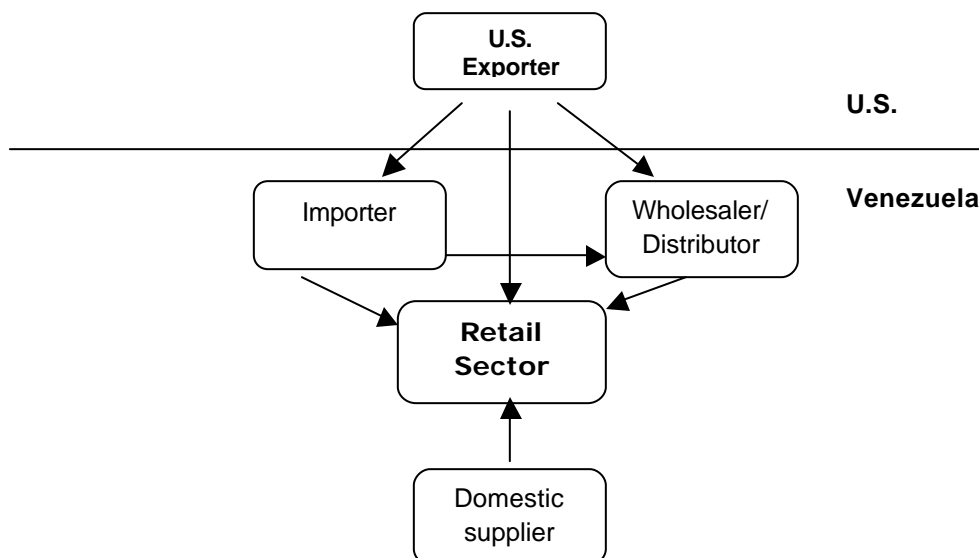 U.S.
Exporter
U.S.
Importer
Wholesaler/
Distributor
Venezuela
Retail
Sector
Domestic
supplier